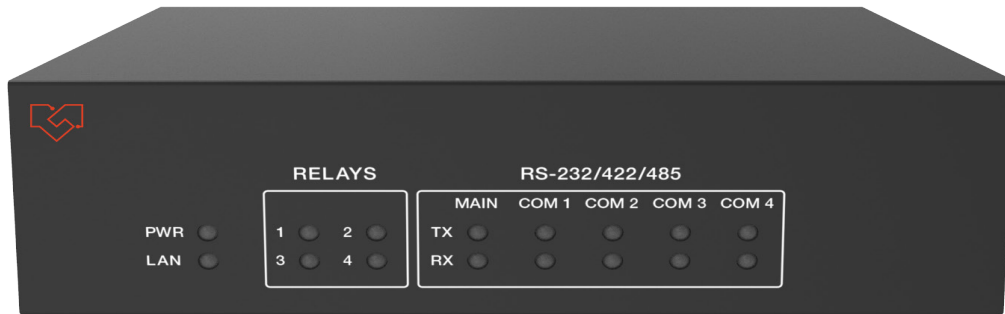 RELAYS RS-232/422/485
MAIN COM 1 COM 2 COM 3 COM 4
PWR 1 2 TX
LAN 3 4 RX